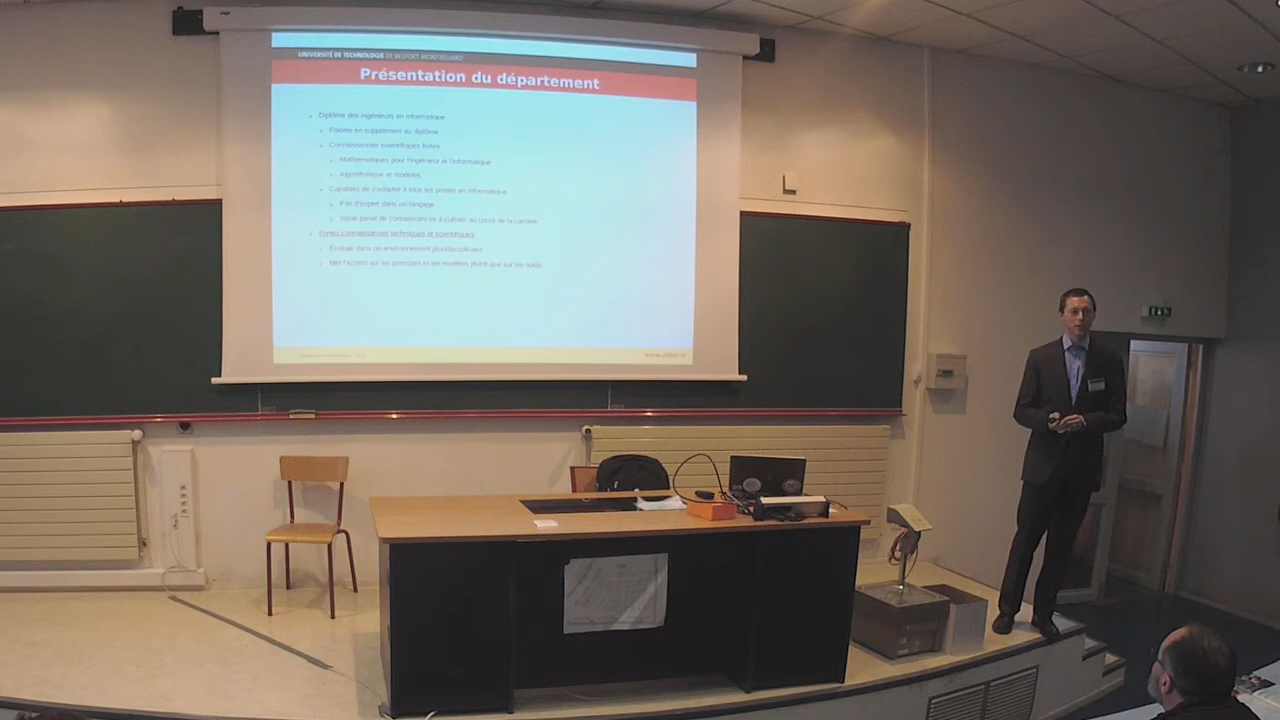 UNIVERSITÉ DE TECHNOLOGIE DE BELFORT-MONTBÉLIARD
Présentation du département
Diplôme des ingénieurs en informatique
Filières en supplément au diplôme
Connaissances scientifiques fortes
Mathématiques pour l'ingénieur et l'informatique
Algorithmique et modèles
Capables de s'adapter à tous les postes en informatique
Pas d'expert dans un langage
Vaste panel de connaissances à cultiver au cours de la carrière
Fortes connaissances techniques et scientifiques
Évoluer dans un environnement pluridisciplinaire
Met l'accent sur les principes et les modèles plutôt que sur les outils
www.utbm.fr